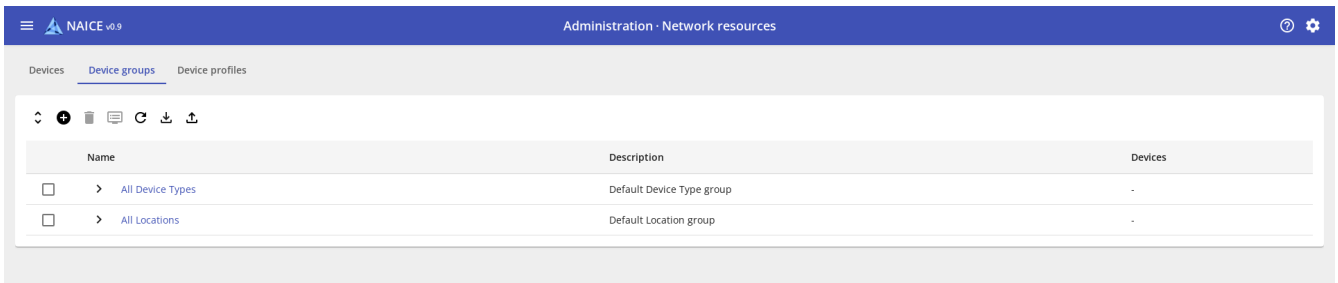 NAICE v0.9 Administration · Network resources
Devices Device groups Device profiles
Name Description Devices
All Device Types Default Device Type group -
All Locations Default Location group -